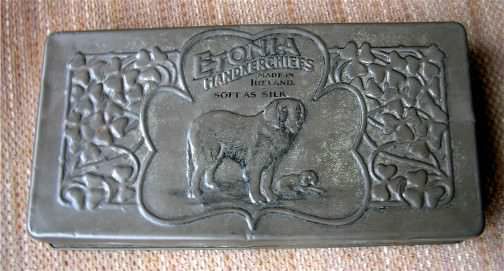 ETONIA
HANDKERCHIEFS
MADE IN
IRELAND.
SOFT AS SILK